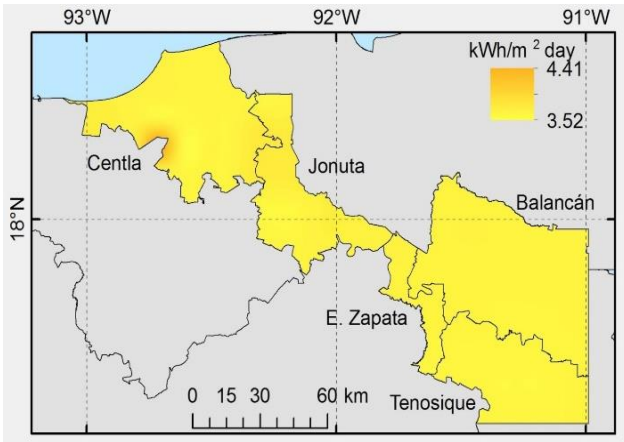 93°W 92°W 91°W
kWh/m ² day
4.41
3.52
Centla
Jonuta
Balancán
18°N
E. Zapata
0 15 30 60 km
Tenosique